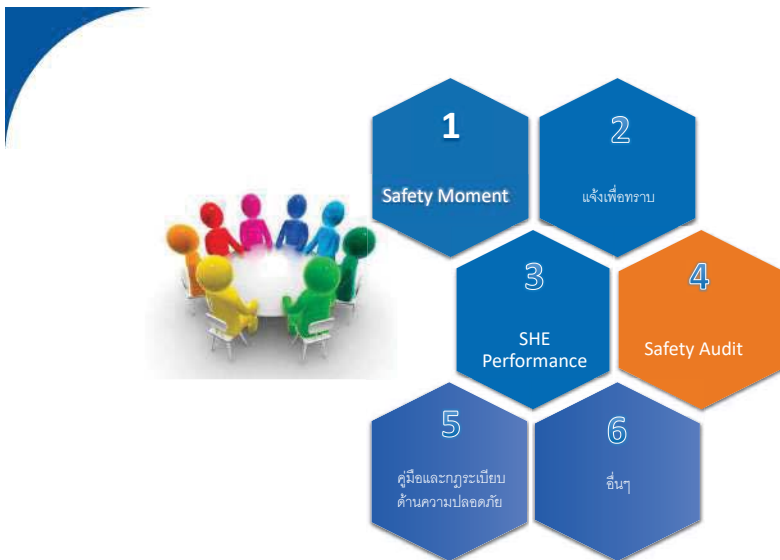 1
Safety Moment
2
แจ้งเพื่อทราบ
3
SHE
Performance
4
Safety Audit
5
คู่มือและกฎระเบียบ
ด้านความปลอดภัย
6
อื่นๆ